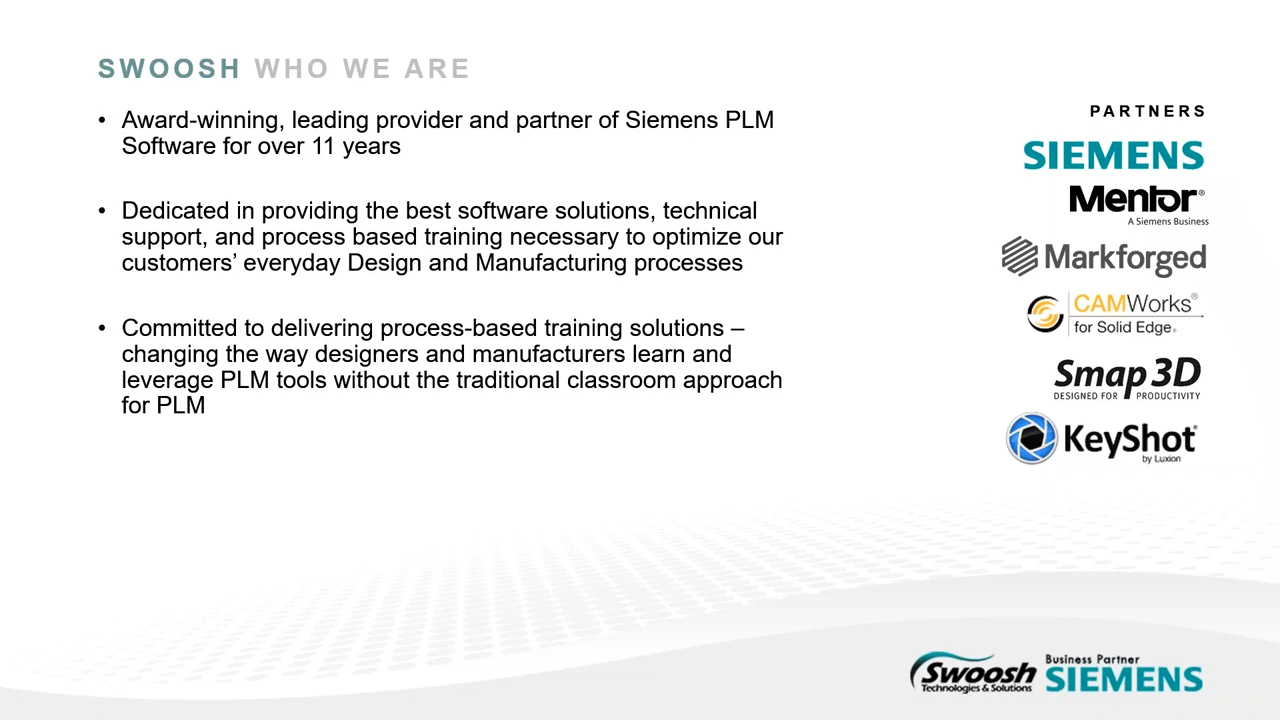 SWOOSH WHO WE ARE
• Award-winning, leading provider and partner of Siemens PLM
Software for over 11 years
• Dedicated in providing the best software solutions, technical
support, and process based training necessary to optimize our
customers’ everyday Design and Manufacturing processes
• Committed to delivering process-based training solutions –
changing the way designers and manufacturers learn and
leverage PLM tools without the traditional classroom approach
for PLM
PARTNERS
SIEMENS
Mentor®
A Siemens Business
Markforged
CAMWorks®
for Solid Edge®
Smap3D
DESIGNED FOR PRODUCTIVITY
KeyShot®
by Luxion
Swoosh
Technologies & Solutions
Business Partner
SIEMENS